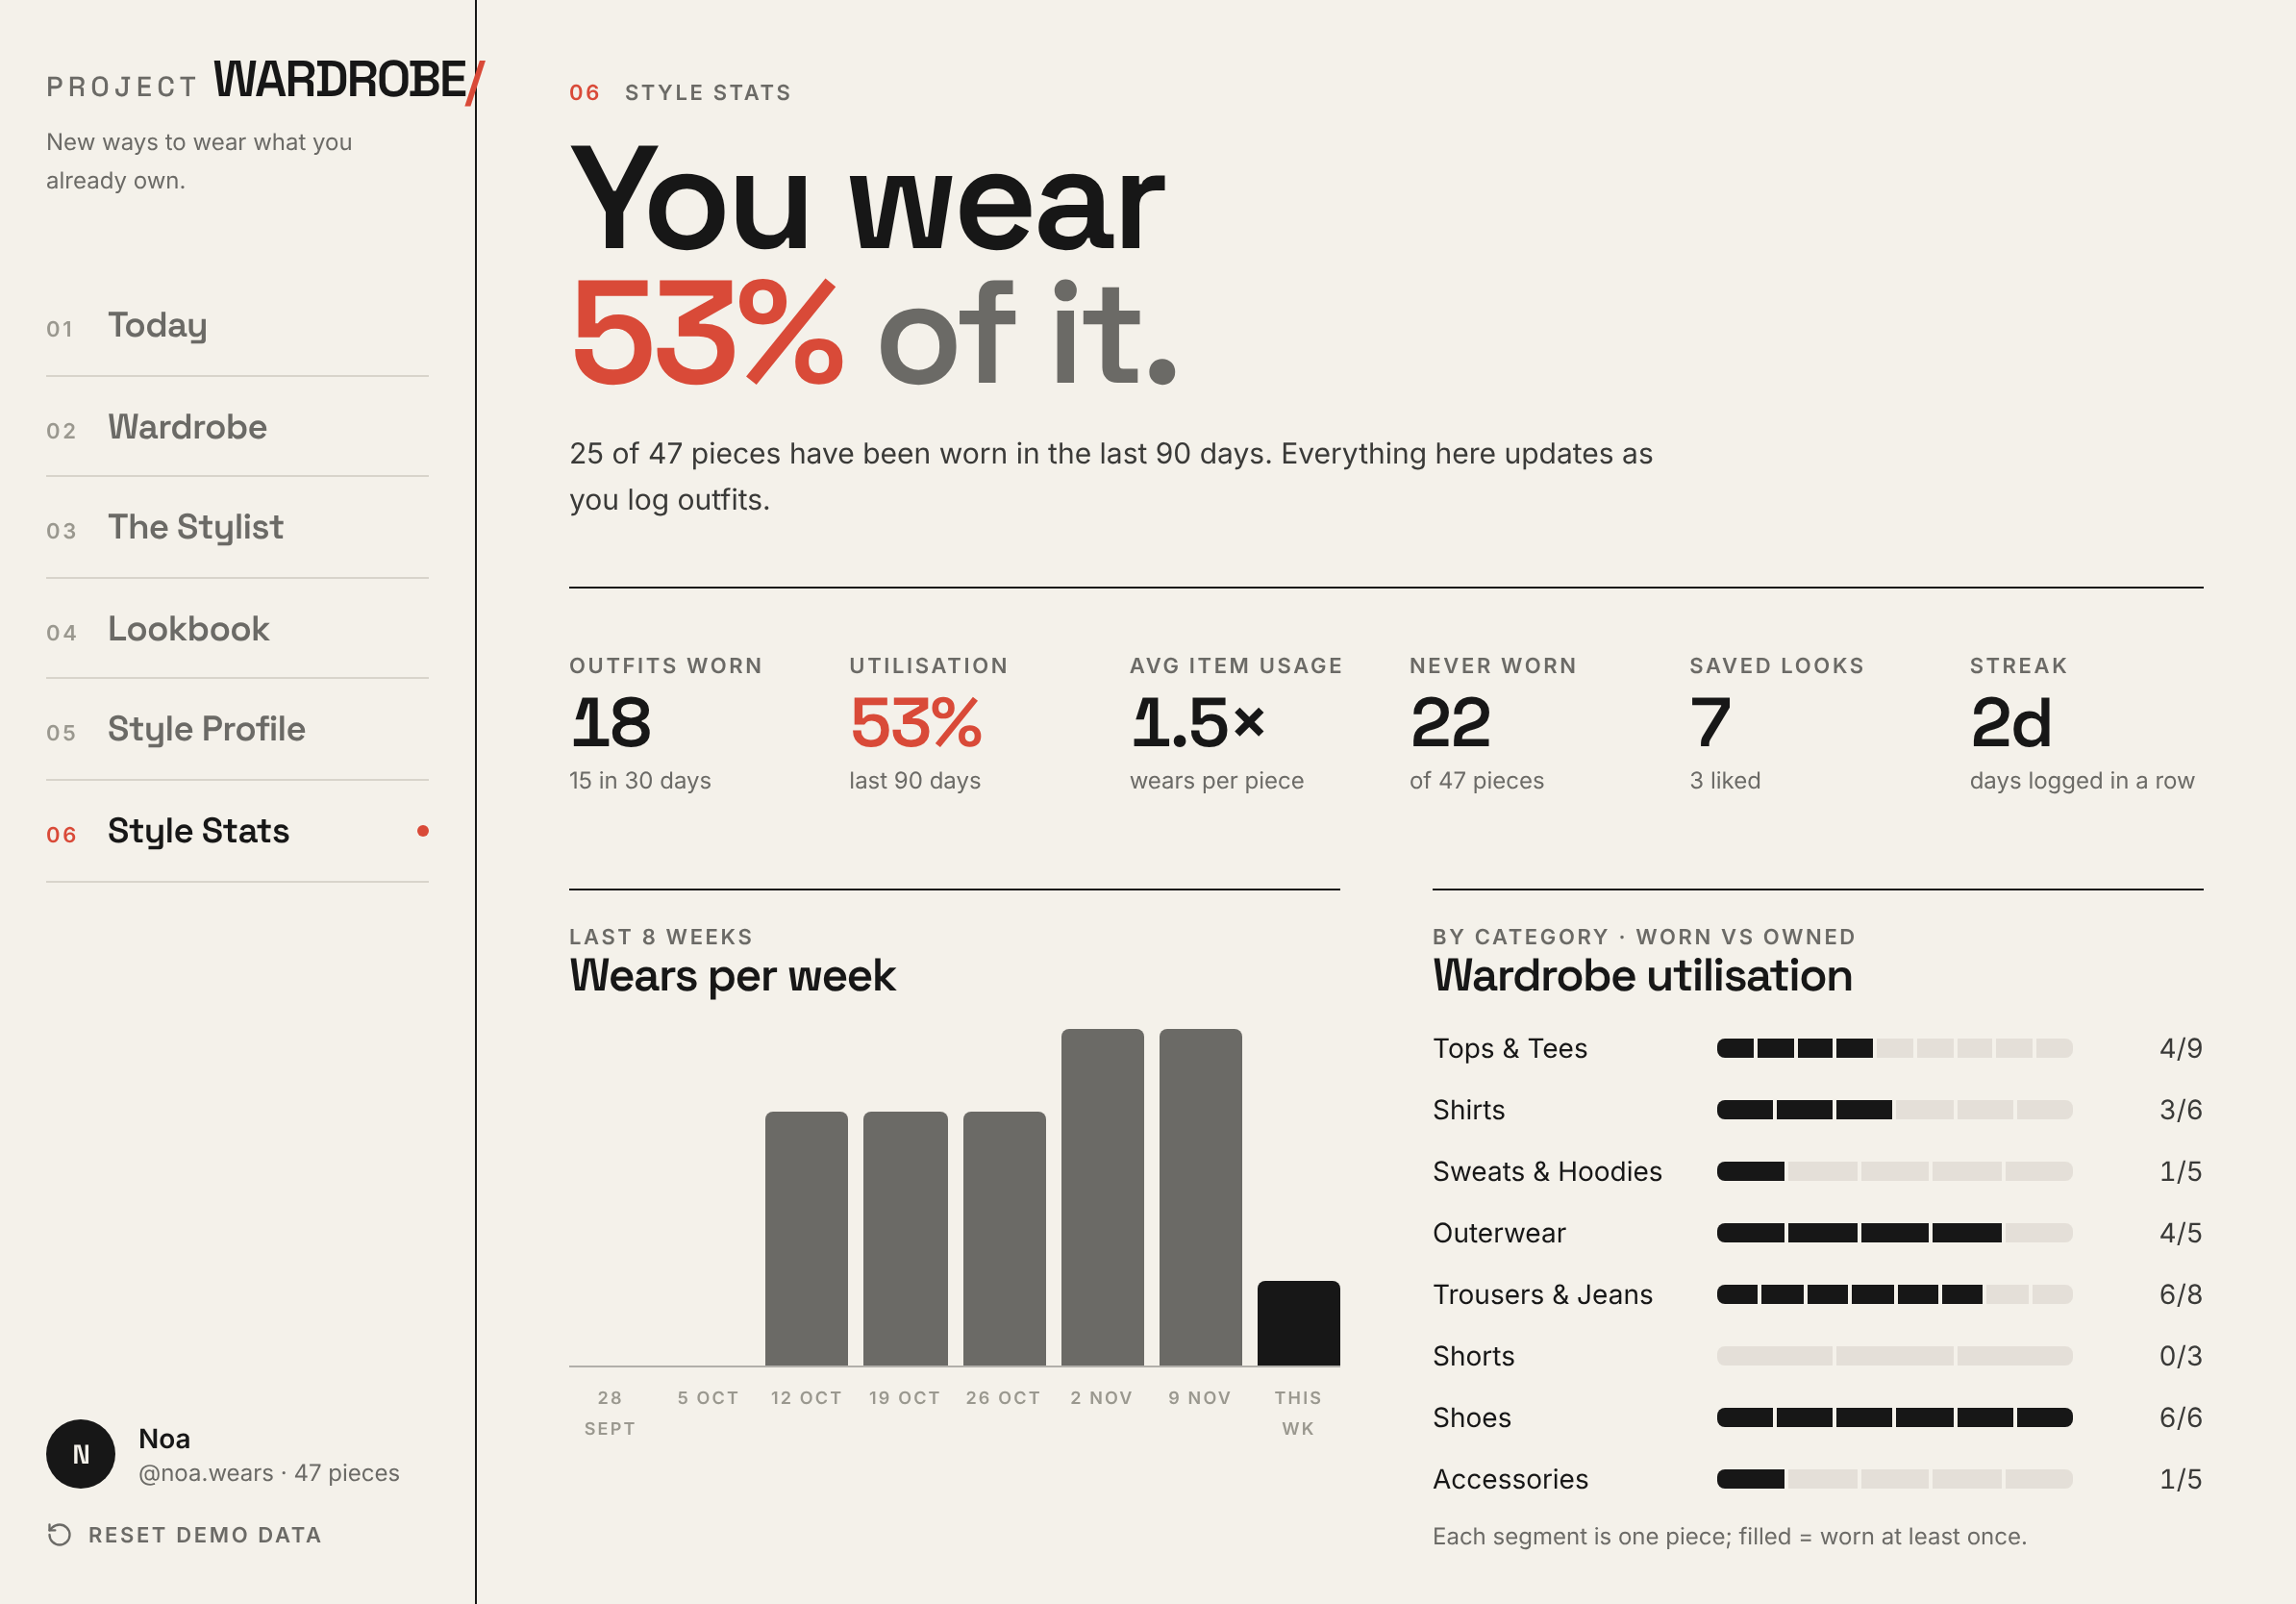 PROJECT WARDROBE/
New ways to wear what you
already own.
01 Today
02 Wardrobe
03 The Stylist
04 Lookbook
05 Style Profile
06 Style Stats
N
Noa
@noa.wears · 47 pieces
RESET DEMO DATA
06 STYLE STATS
You wear
53% of it.
25 of 47 pieces have been worn in the last 90 days. Everything here updates as
you log outfits.
OUTFITS WORN
18
15 in 30 days
UTILISATION
53%
last 90 days
AVG ITEM USAGE
1.5×
wears per piece
NEVER WORN
22
of 47 pieces
SAVED LOOKS
7
3 liked
STREAK
2d
days logged in a row
LAST 8 WEEKS
Wears per week
28
SEPT
5 OCT
12 OCT
19 OCT
26 OCT
2 NOV
9 NOV
THIS
WK
BY CATEGORY · WORN VS OWNED
Wardrobe utilisation
Tops & Tees 4/9
Shirts 3/6
Sweats & Hoodies 1/5
Outerwear 4/5
Trousers & Jeans 6/8
Shorts 0/3
Shoes 6/6
Accessories 1/5
Each segment is one piece; filled = worn at least once.